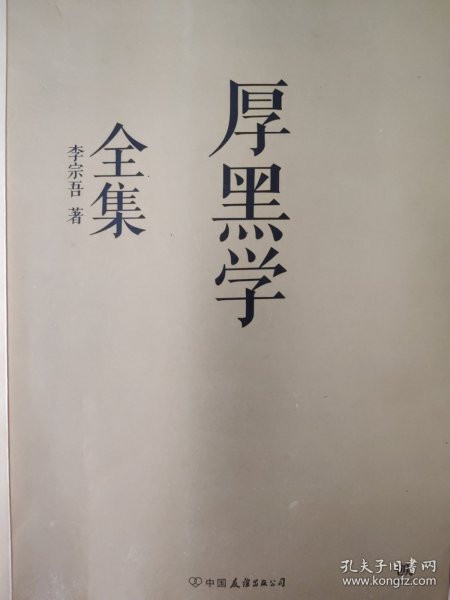 厚黑学
全集
李宗吾 著
中国友谊出版公司
孔夫子旧书网
www.kongfz.com